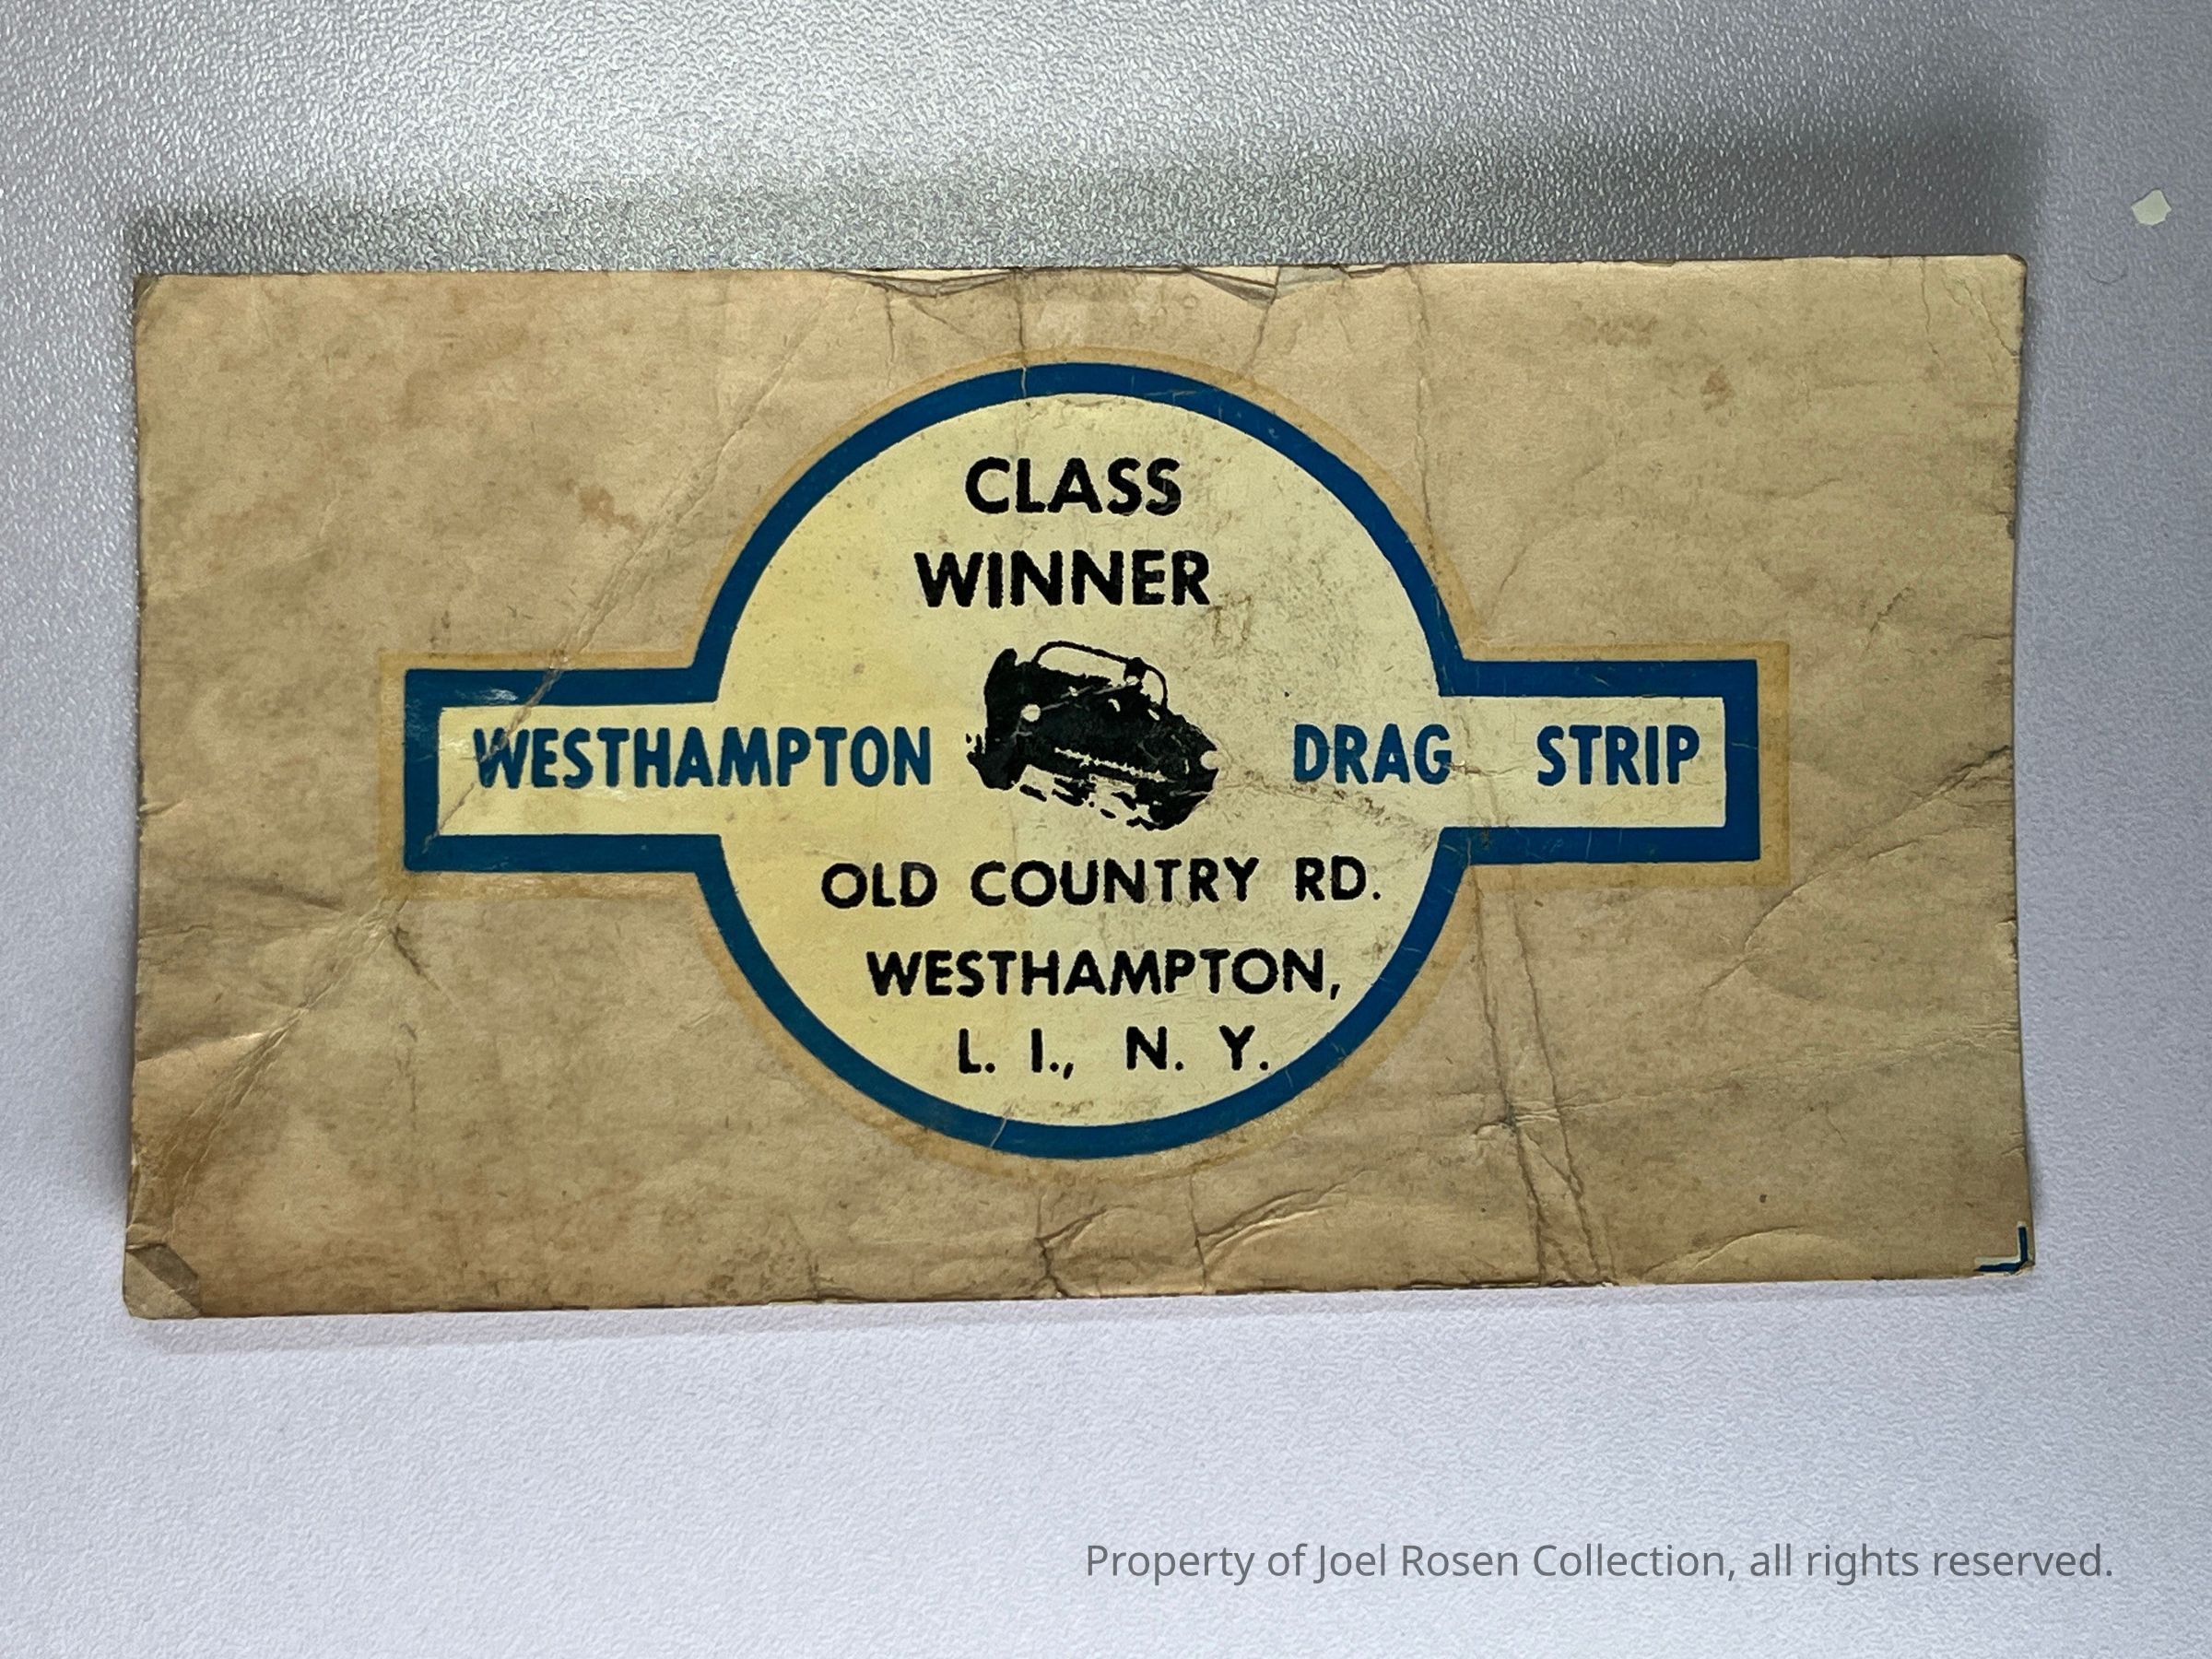 CLASS
WINNER
WESTHAMPTON DRAG STRIP
OLD COUNTRY RD.
WESTHAMPTON,
L. I., N. Y.
Property of Joel Rosen Collection, all rights reserved.